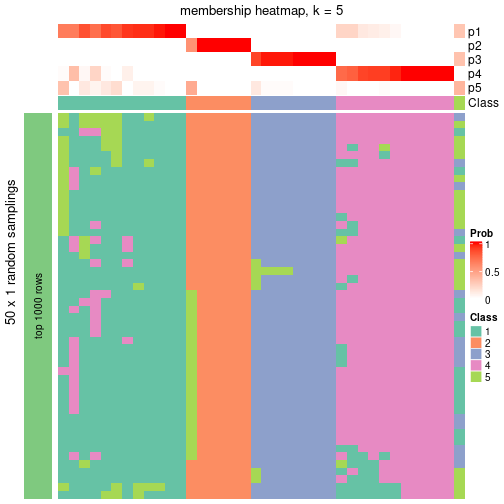 membership heatmap, k = 5
p1
p2
p3
p4
p5
Class
50 x 1 random samplings
top 1000 rows
Prob
1
0.5
0
Class
1
2
3
4
5